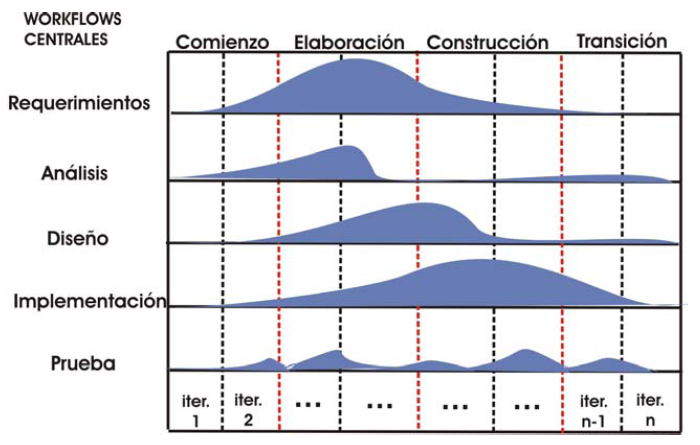 WORKFLOWS
CENTRALES
Comienzo Elaboración Construcción Transición
Requerimientos
Análisis
Diseño
Implementación
Prueba
iter. iter. ... ... ... ... iter. iter.
1 2 n-1 n